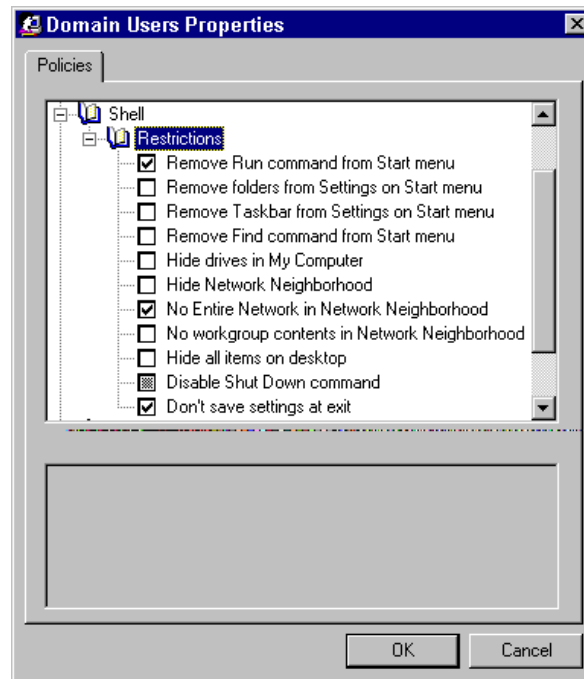 Domain Users Properties
Policies
Shell
Restrictions
Remove Run command from Start menu
Remove folders from Settings on Start menu
Remove Taskbar from Settings on Start menu
Remove Find command from Start menu
Hide drives in My Computer
Hide Network Neighborhood
No Entire Network in Network Neighborhood
No workgroup contents in Network Neighborhood
Hide all items on desktop
Disable Shut Down command
Don't save settings at exit
OK
Cancel